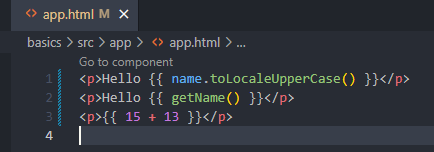 <> app.html M ×
basics > src > app > <> app.html > ...
Go to component
1 <p>Hello {{ name.toLocaleUpperCase() }}</p>
2 <p>Hello {{ getName() }}</p>
3 <p>{{ 15 + 13 }}</p>
4